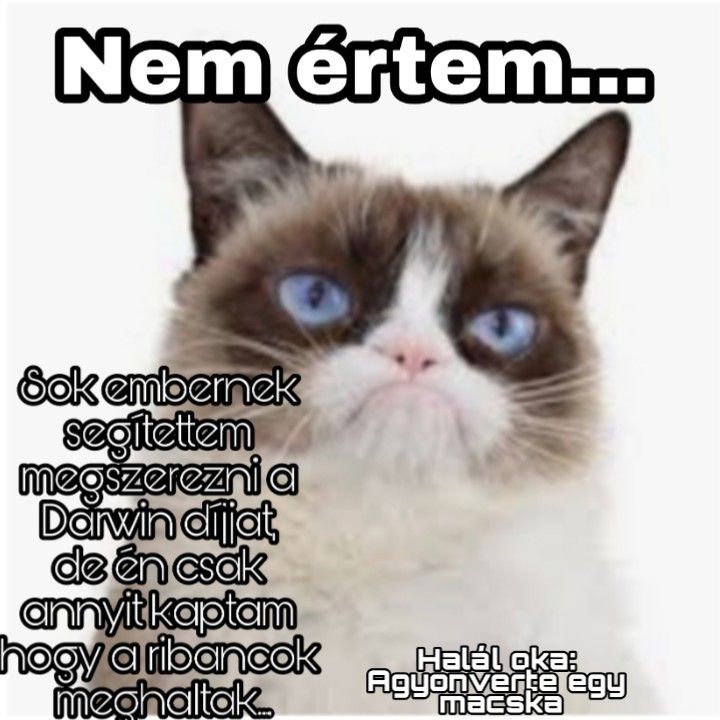 Nem értem...
Sok embernek
segítettem
megszerezni a
Darwin díjjat,
de én csak
annyit kaptam
hogy a ribancok
meghaltak...
Halál oka:
Agyonverte egy
macska